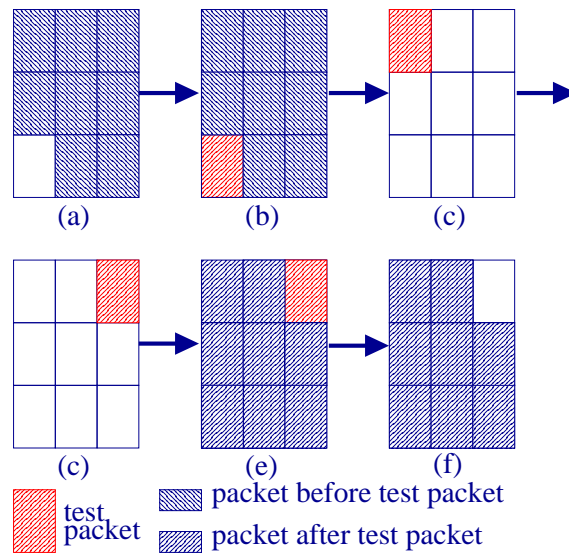 (a)
(b)
(c)
(c)
(e)
(f)
test
packet
packet before test packet
packet after test packet